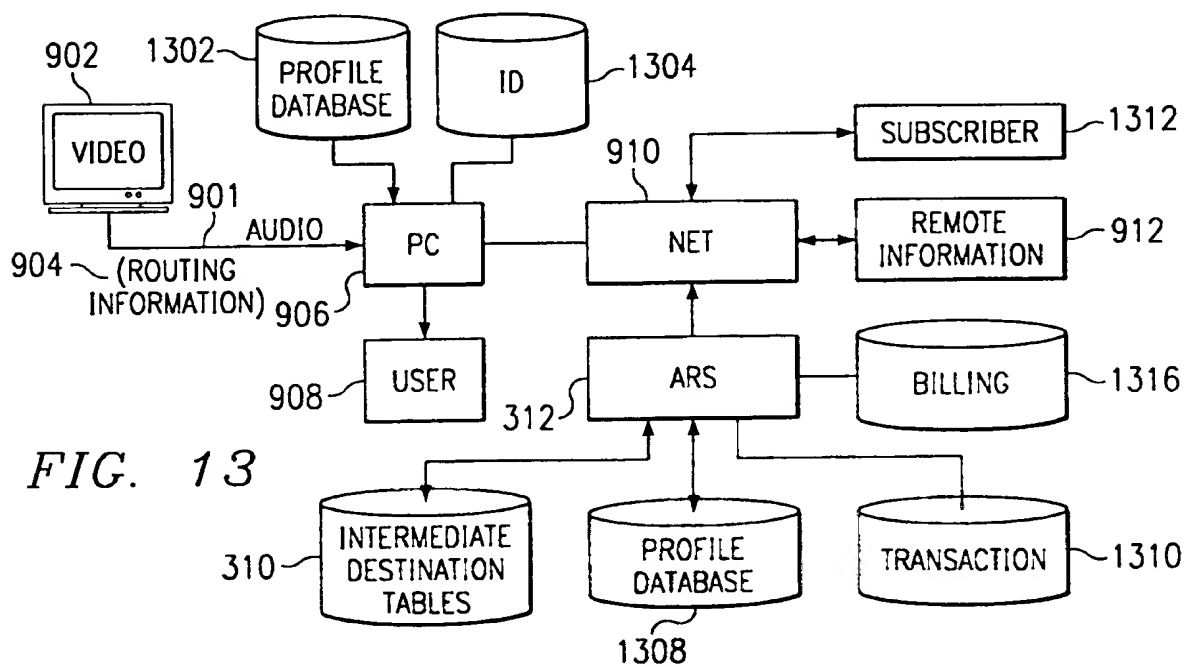 1302
PROFILE
DATABASE
ID
1304
902
VIDEO
901
AUDIO
904
(ROUTING
INFORMATION)
PC
906
USER
908
910
NET
SUBSCRIBER
1312
REMOTE
INFORMATION
912
ARS
312
BILLING
1316
FIG. 13
INTERMEDIATE
DESTINATION
TABLES
310
PROFILE
DATABASE
1308
TRANSACTION
1310